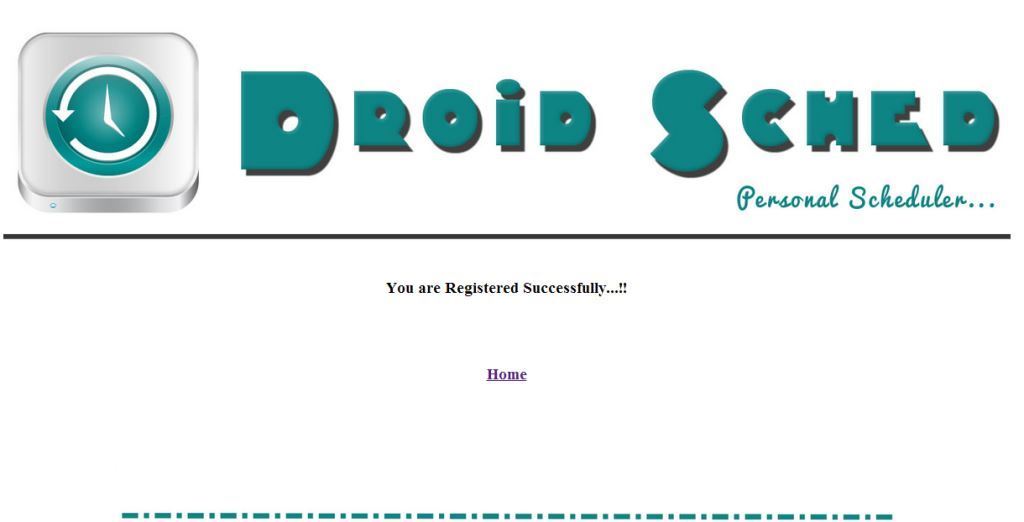 Droid Sched
Personal Scheduler...
You are Registered Successfully...!!
Home